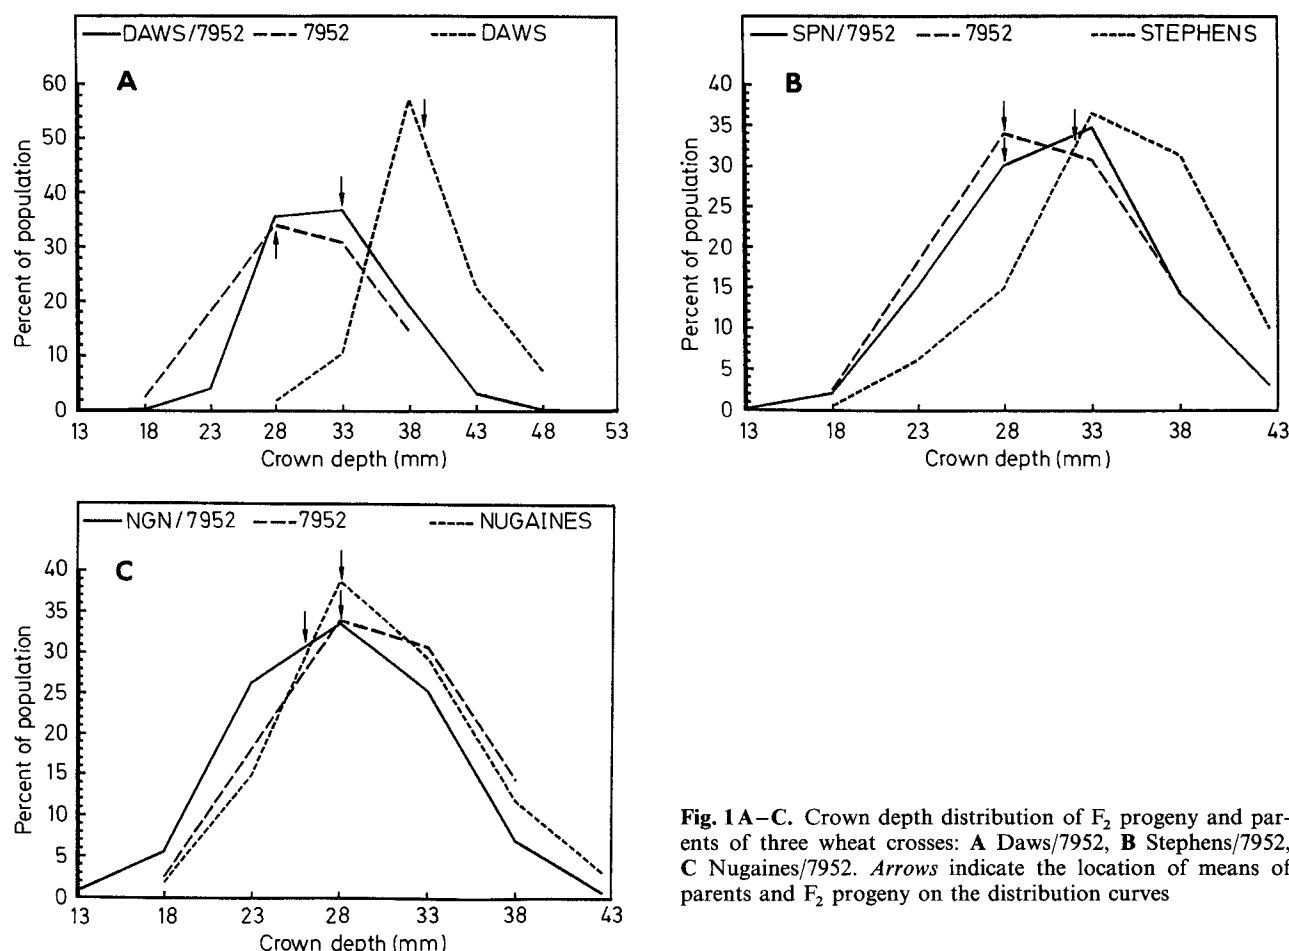 DAWS/7952 7952 DAWS
A
60
50
40
30
20
10
0
Percent of population
13 18 23 28 33 38 43 48 53
Crown depth (mm)
SPN/7952 7952 STEPHENS
B
40
35
30
25
20
15
10
5
0
Percent of population
13 18 23 28 33 38 43
Crown depth (mm)
NGN/7952 7952 NUGAINES
C
40
35
30
25
20
15
10
5
0
Percent of population
13 18 23 28 33 38 43
Crown depth (mm)
Fig. 1 A–C. Crown depth distribution of F₂ progeny and par-
ents of three wheat crosses: A Daws/7952, B Stephens/7952,
C Nugaines/7952. Arrows indicate the location of means of
parents and F₂ progeny on the distribution curves